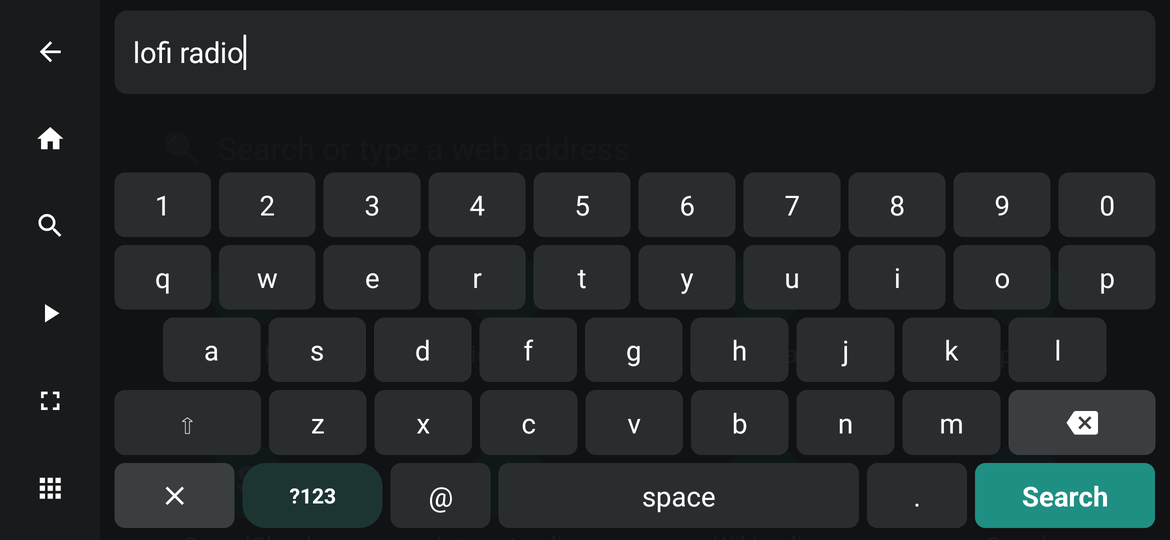 lofi radio
Search or type a web address
1 2 3 4 5 6 7 8 9 0
q w e r t y u i o p
a s d f g h j k l
⇧ z x c v b n m
?123 @ space . Search